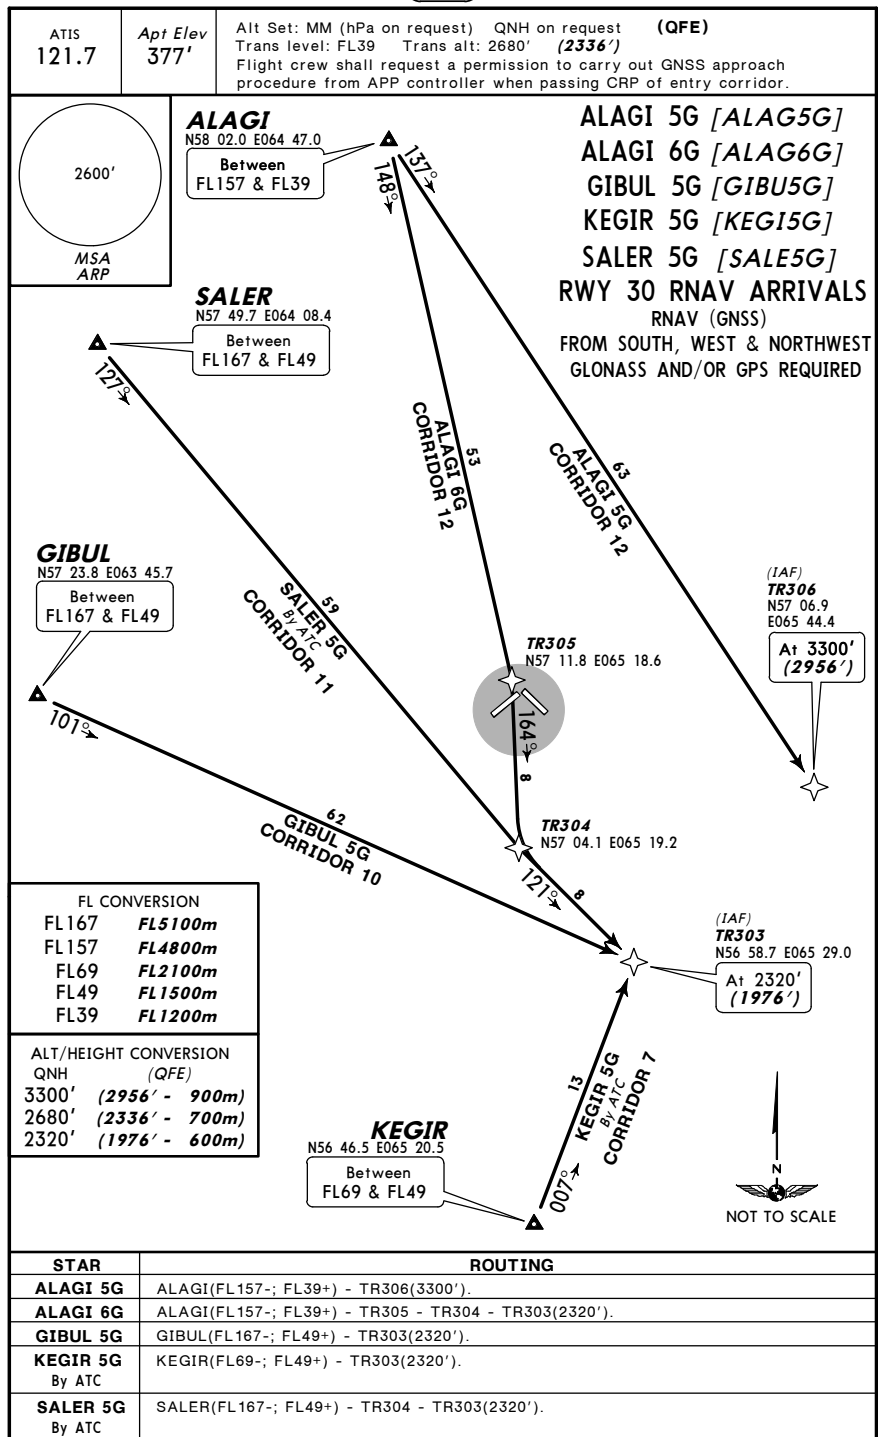 ATIS
121.7
Apt Elev
377'
Alt Set: MM (hPa on request) QNH on request (QFE)
Trans level: FL39 Trans alt: 2680' (2336')
Flight crew shall request a permission to carry out GNSS approach
procedure from APP controller when passing CRP of entry corridor.
2600'
MSA
ARP
ALAGI 5G [ALAG5G]
ALAGI 6G [ALAG6G]
GIBUL 5G [GIBU5G]
KEGIR 5G [KEGI5G]
SALER 5G [SALE5G]
RWY 30 RNAV ARRIVALS
RNAV (GNSS)
FROM SOUTH, WEST & NORTHWEST
GLONASS AND/OR GPS REQUIRED
ALAGI
N58 02.0 E064 47.0
Between
FL157 & FL39
148°
137°
SALER
N57 49.7 E064 08.4
Between
FL167 & FL49
127°
53
ALAGI 6G
CORRIDOR 12
63
ALAGI 5G
CORRIDOR 12
GIBUL
N57 23.8 E063 45.7
Between
FL167 & FL49
101°
59
SALER 5G
By ATC
CORRIDOR 11
(IAF)
TR306
N57 06.9
E065 44.4
At 3300'
(2956')
TR305
N57 11.8 E065 18.6
164°
8
62
GIBUL 5G
CORRIDOR 10
TR304
N57 04.1 E065 19.2
121°
8
(IAF)
TR303
N56 58.7 E065 29.0
At 2320'
(1976')
FL CONVERSION
FL167 FL5100m
FL157 FL4800m
FL69 FL2100m
FL49 FL1500m
FL39 FL1200m
ALT/HEIGHT CONVERSION
QNH (QFE)
3300' (2956' - 900m)
2680' (2336' - 700m)
2320' (1976' - 600m)
13
KEGIR 5G
By ATC
CORRIDOR 7
KEGIR
N56 46.5 E065 20.5
Between
FL69 & FL49
007°
N
NOT TO SCALE
STAR ROUTING
ALAGI 5G ALAGI(FL157-; FL39+) - TR306(3300').
ALAGI 6G ALAGI(FL157-; FL39+) - TR305 - TR304 - TR303(2320').
GIBUL 5G GIBUL(FL167-; FL49+) - TR303(2320').
KEGIR 5G KEGIR(FL69-; FL49+) - TR303(2320').
By ATC
SALER 5G SALER(FL167-; FL49+) - TR304 - TR303(2320').
By ATC